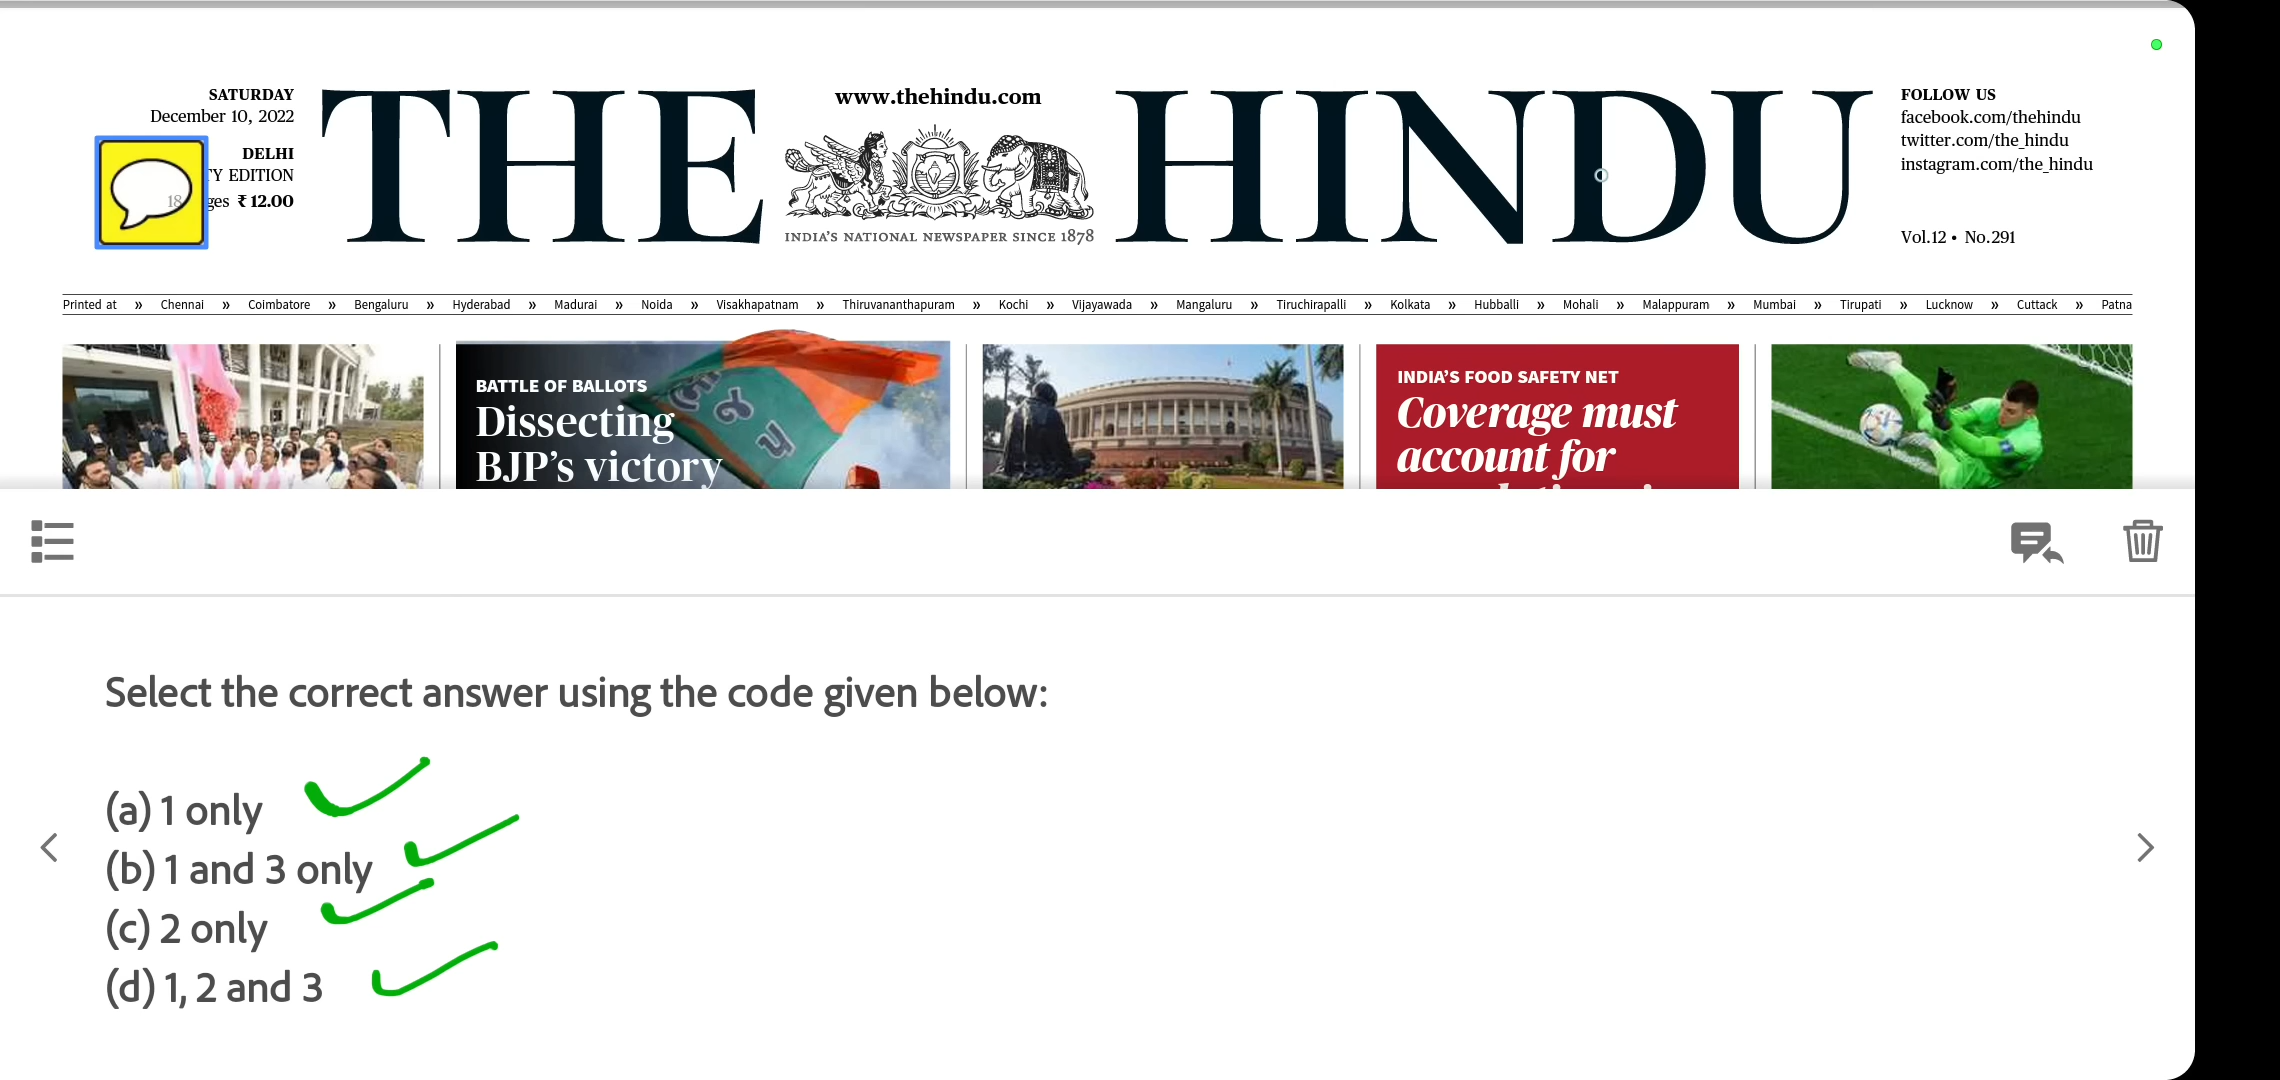 SATURDAY
December 10, 2022
DELHI
TY EDITION
18 ges ₹ 12.00
THE HINDU
www.thehindu.com
INDIA'S NATIONAL NEWSPAPER SINCE 1878
FOLLOW US
facebook.com/thehindu
twitter.com/the_hindu
instagram.com/the_hindu
Vol.12 • No.291
Printed at » Chennai » Coimbatore » Bengaluru » Hyderabad » Madurai » Noida » Visakhapatnam » Thiruvananthapuram » Kochi » Vijayawada » Mangaluru » Tiruchirapalli » Kolkata » Hubballi » Mohali » Malappuram » Mumbai » Tirupati » Lucknow » Cuttack » Patna
BATTLE OF BALLOTS
Dissecting
BJP's victory
INDIA'S FOOD SAFETY NET
Coverage must
account for
Select the correct answer using the code given below:
(a) 1 only
(b) 1 and 3 only
(c) 2 only
(d) 1, 2 and 3